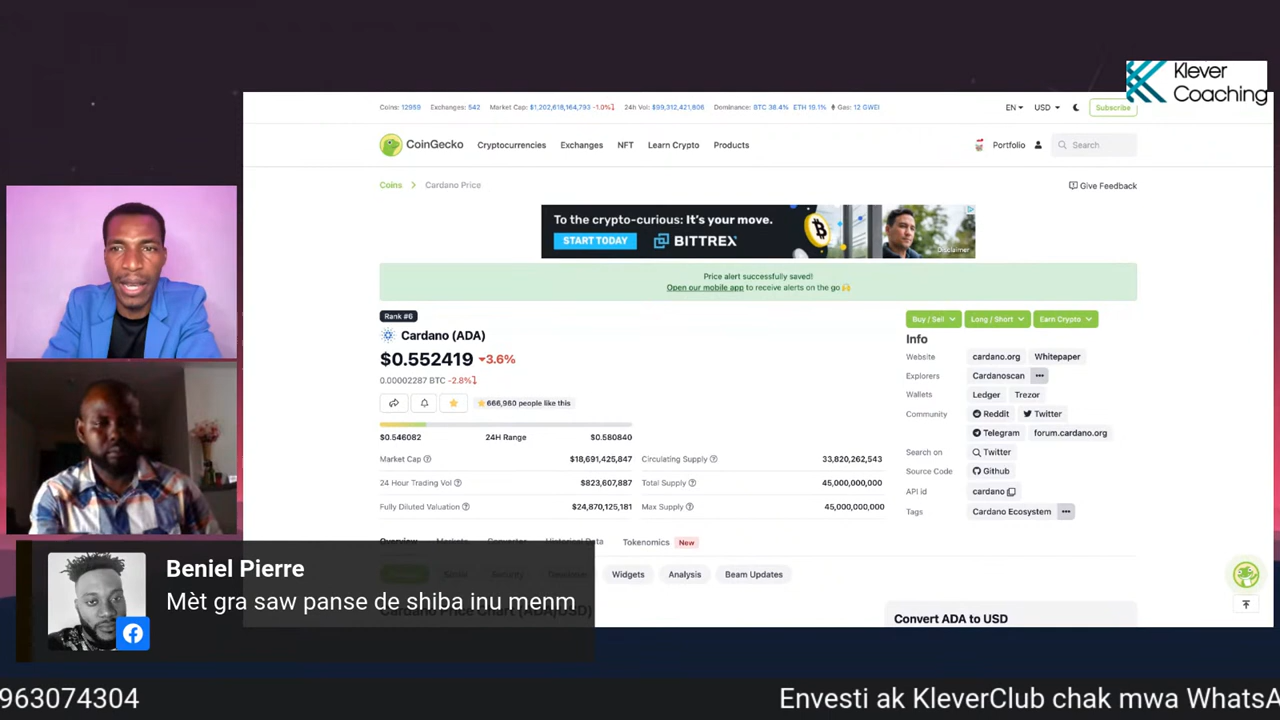 Klever
Coaching
Coins: 12959 Exchanges: 542 Market Cap: $1,202,618,164,793 -1.0% 24h Vol: $99,312,421,806 Dominance: BTC 38.4% ETH 19.1% Gas: 12 GWEI
EN USD Subscribe
CoinGecko Cryptocurrencies Exchanges NFT Learn Crypto Products Portfolio Search
Coins > Cardano Price
Give Feedback
To the crypto-curious: It's your move.
START TODAY BITTREX
Disclaimer
Price alert successfully saved!
Open our mobile app to receive alerts on the go
Rank #6
Cardano (ADA)
$0.552419 3.6%
0.00002287 BTC -2.8%
666,960 people like this
$0.546082 24H Range $0.580840
Market Cap $18,691,425,847
24 Hour Trading Vol $823,607,887
Fully Diluted Valuation $24,870,125,181
Circulating Supply 33,820,262,543
Total Supply 45,000,000,000
Max Supply 45,000,000,000
Buy / Sell Long / Short Earn Crypto
Info
Website cardano.org Whitepaper
Explorers Cardanoscan
Wallets Ledger Trezor
Community Reddit Twitter
Telegram forum.cardano.org
Search on Twitter
Source Code Github
API id cardano
Tags Cardano Ecosystem
Tokenomics New
Widgets Analysis Beam Updates
Convert ADA to USD
Beniel Pierre
Mèt gra saw panse de shiba inu menm
963074304 Envesti ak KleverClub chak mwa WhatsA